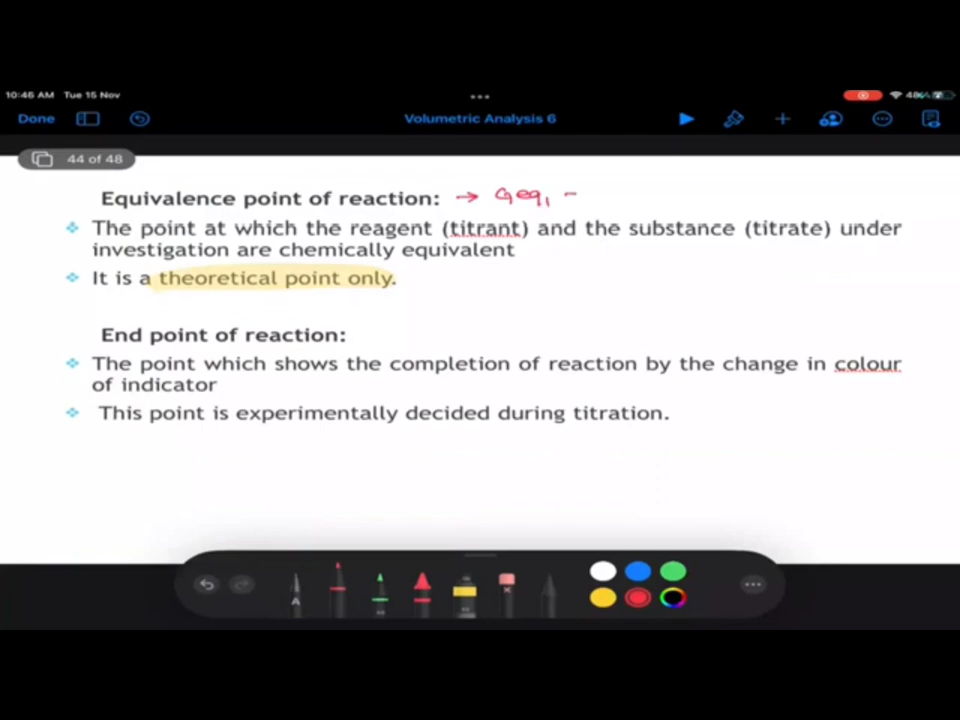 10:45 AM Tue 15 Nov
48%
Done
Volumetric Analysis 6
44 of 48
Equivalence point of reaction: → Geq₁ =
❖ The point at which the reagent (titrant) and the substance (titrate) under
investigation are chemically equivalent
❖ It is a theoretical point only.
End point of reaction:
❖ The point which shows the completion of reaction by the change in colour
of indicator
❖ This point is experimentally decided during titration.
A